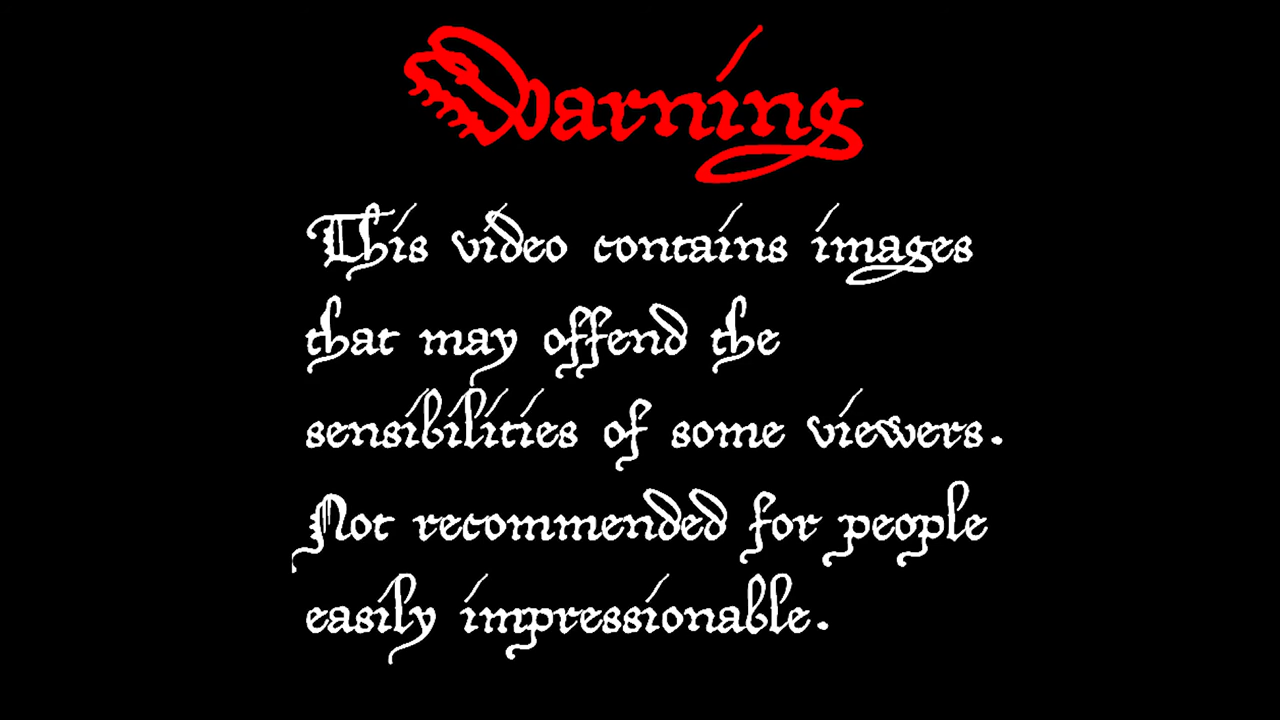 Warning
This video contains images
that may offend the
sensibilities of some viewers.
Not recommended for people
easily impressionable.